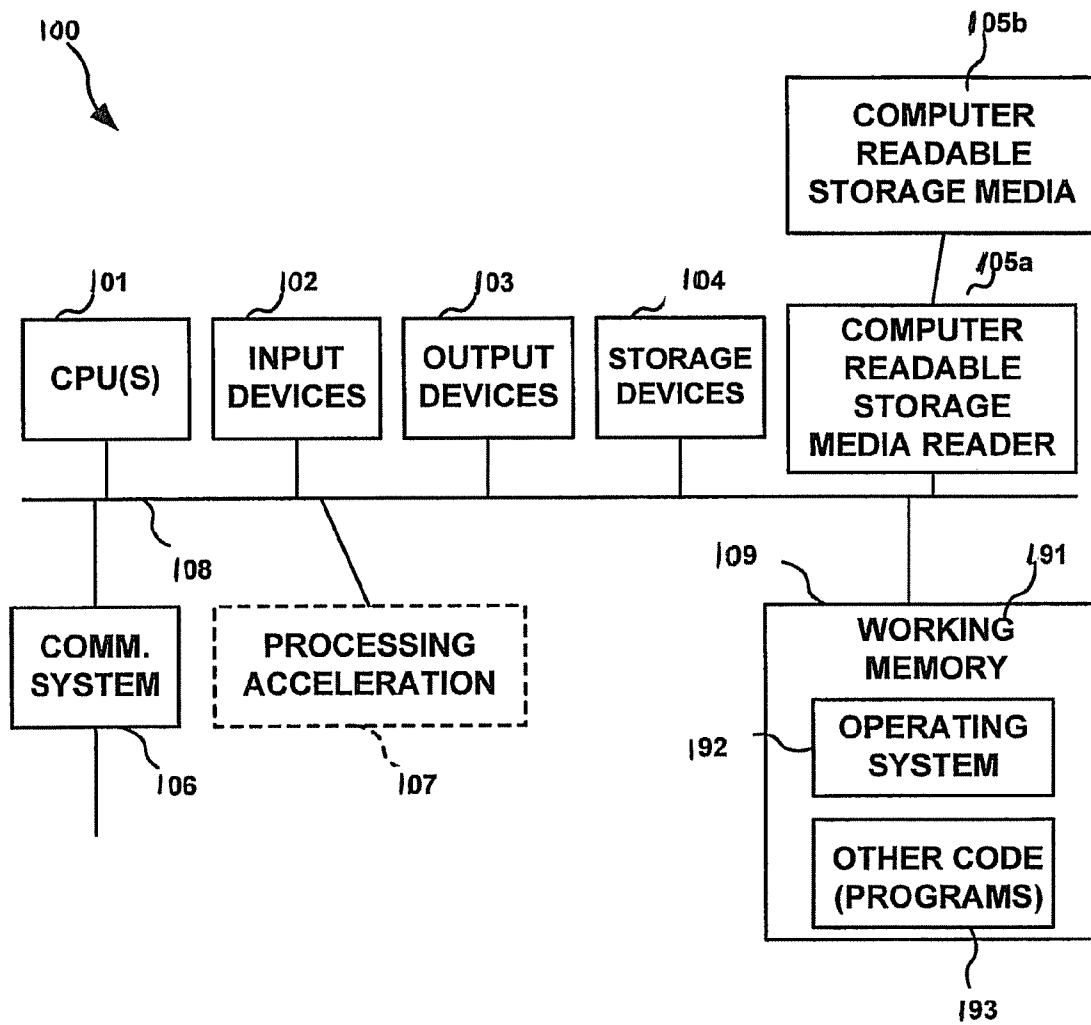 100
105b
COMPUTER
READABLE
STORAGE MEDIA
105a
101
102
103
104
CPU(S)
INPUT
DEVICES
OUTPUT
DEVICES
STORAGE
DEVICES
COMPUTER
READABLE
STORAGE
MEDIA READER
108
109
191
COMM.
SYSTEM
PROCESSING
ACCELERATION
WORKING
MEMORY
192
OPERATING
SYSTEM
106
107
OTHER CODE
(PROGRAMS)
193